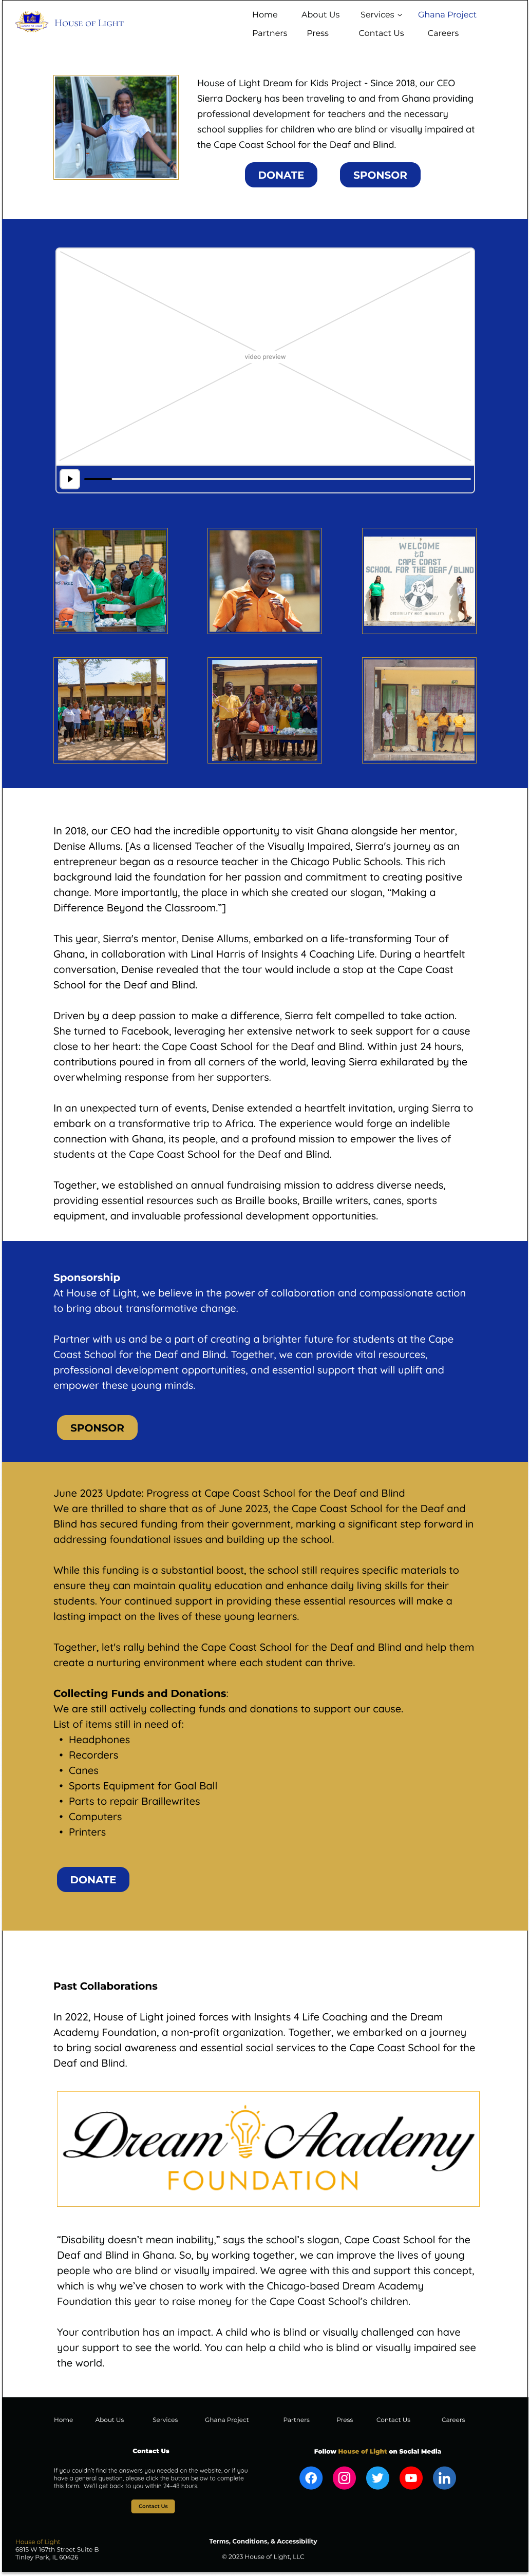 House of Light
Home About Us Services Ghana Project
Partners Press Contact Us Careers
House of Light Dream for Kids Project - Since 2018, our CEO
Sierra Dockery has been traveling to and from Ghana providing
professional development for teachers and the necessary
school supplies for children who are blind or visually impaired at
the Cape Coast School for the Deaf and Blind.
DONATE SPONSOR
video preview
WELCOME
to
CAPE COAST
SCHOOL FOR THE DEAF/BLIND
In 2018, our CEO had the incredible opportunity to visit Ghana alongside her mentor,
Denise Allums. [As a licensed Teacher of the Visually Impaired, Sierra's journey as an
entrepreneur began as a resource teacher in the Chicago Public Schools. This rich
background laid the foundation for her passion and commitment to creating positive
change. More importantly, the place in which she created our slogan, “Making a
Difference Beyond the Classroom.”]
This year, Sierra's mentor, Denise Allums, embarked on a life-transforming Tour of
Ghana, in collaboration with Linal Harris of Insights 4 Coaching Life. During a heartfelt
conversation, Denise revealed that the tour would include a stop at the Cape Coast
School for the Deaf and Blind.
Driven by a deep passion to make a difference, Sierra felt compelled to take action.
She turned to Facebook, leveraging her extensive network to seek support for a cause
close to her heart: the Cape Coast School for the Deaf and Blind. Within just 24 hours,
contributions poured in from all corners of the world, leaving Sierra exhilarated by the
overwhelming response from her supporters.
In an unexpected turn of events, Denise extended a heartfelt invitation, urging Sierra to
embark on a transformative trip to Africa. The experience would forge an indelible
connection with Ghana, its people, and a profound mission to empower the lives of
students at the Cape Coast School for the Deaf and Blind.
Together, we established an annual fundraising mission to address diverse needs,
providing essential resources such as Braille books, Braille writers, canes, sports
equipment, and invaluable professional development opportunities.
Sponsorship
At House of Light, we believe in the power of collaboration and compassionate action
to bring about transformative change.
Partner with us and be a part of creating a brighter future for students at the Cape
Coast School for the Deaf and Blind. Together, we can provide vital resources,
professional development opportunities, and essential support that will uplift and
empower these young minds.
SPONSOR
June 2023 Update: Progress at Cape Coast School for the Deaf and Blind
We are thrilled to share that as of June 2023, the Cape Coast School for the Deaf and
Blind has secured funding from their government, marking a significant step forward in
addressing foundational issues and building up the school.
While this funding is a substantial boost, the school still requires specific materials to
ensure they can maintain quality education and enhance daily living skills for their
students. Your continued support in providing these essential resources will make a
lasting impact on the lives of these young learners.
Together, let's rally behind the Cape Coast School for the Deaf and Blind and help them
create a nurturing environment where each student can thrive.
Collecting Funds and Donations:
We are still actively collecting funds and donations to support our cause.
List of items still in need of:
• Headphones
• Recorders
• Canes
• Sports Equipment for Goal Ball
• Parts to repair Braillewrites
• Computers
• Printers
DONATE
Past Collaborations
In 2022, House of Light joined forces with Insights 4 Life Coaching and the Dream
Academy Foundation, a non-profit organization. Together, we embarked on a journey
to bring social awareness and essential social services to the Cape Coast School for the
Deaf and Blind.
Dream Academy
FOUNDATION
“Disability doesn’t mean inability,” says the school’s slogan, Cape Coast School for the
Deaf and Blind in Ghana. So, by working together, we can improve the lives of young
people who are blind or visually impaired. We agree with this and support this concept,
which is why we’ve chosen to work with the Chicago-based Dream Academy
Foundation this year to raise money for the Cape Coast School’s children.
Your contribution has an impact. A child who is blind or visually challenged can have
your support to see the world. You can help a child who is blind or visually impaired see
the world.
Home About Us Services Ghana Project Partners Press Contact Us Careers
Contact Us
If you couldn’t find the answers you needed on the website, or if you
have a general question, please click the button below to complete
this form. We’ll get back to you within 24-48 hours.
Contact Us
Follow House of Light on Social Media
House of Light
6815 W 167th Street Suite B
Tinley Park, IL 60426
Terms, Conditions, & Accessibility
© 2023 House of Light, LLC